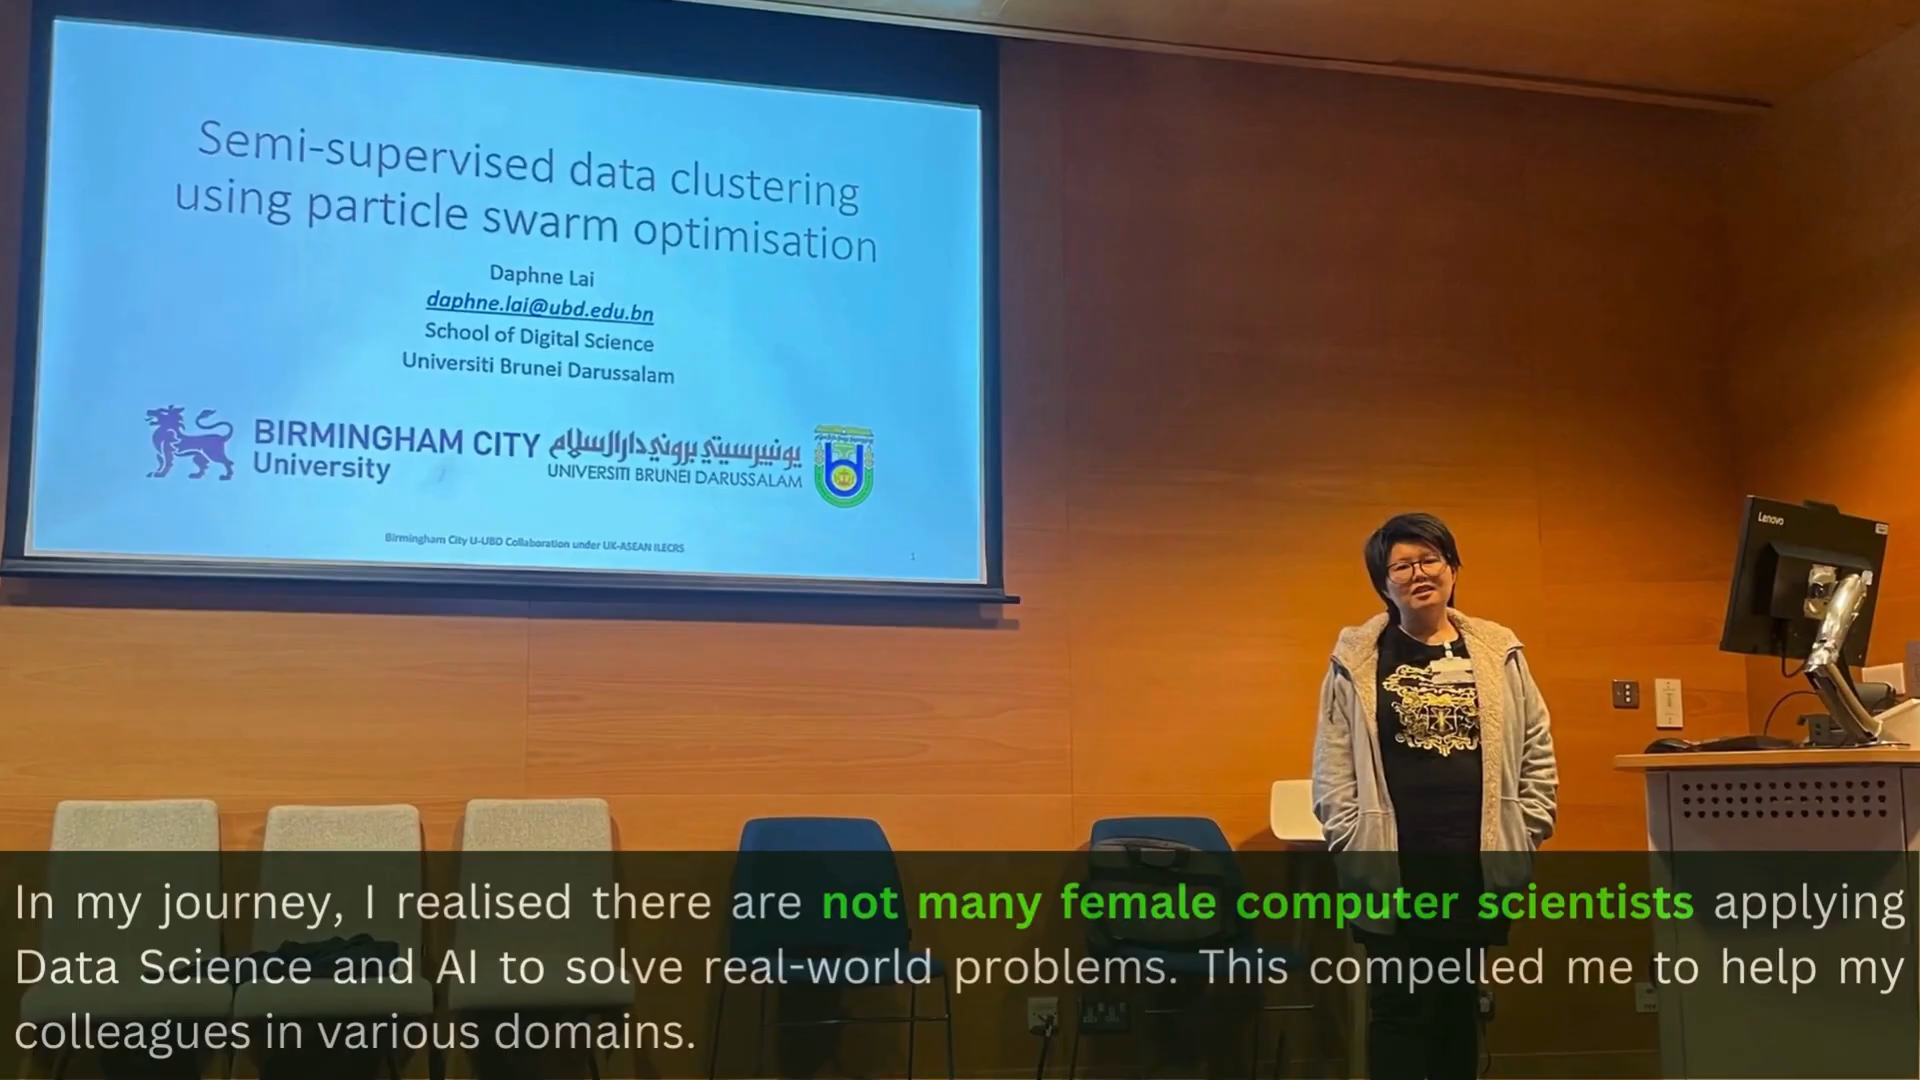 Semi-supervised data clustering
using particle swarm optimisation
Daphne Lai
daphne.lai@ubd.edu.bn
School of Digital Science
Universiti Brunei Darussalam
BIRMINGHAM CITY
University
يونيبرسيتي بروني دارالسلام
UNIVERSITI BRUNEI DARUSSALAM
Birmingham City U-UBD Collaboration under UK-ASEAN ILECRS
1
Lenovo
In my journey, I realised there are not many female computer scientists applying
Data Science and AI to solve real-world problems. This compelled me to help my
colleagues in various domains.